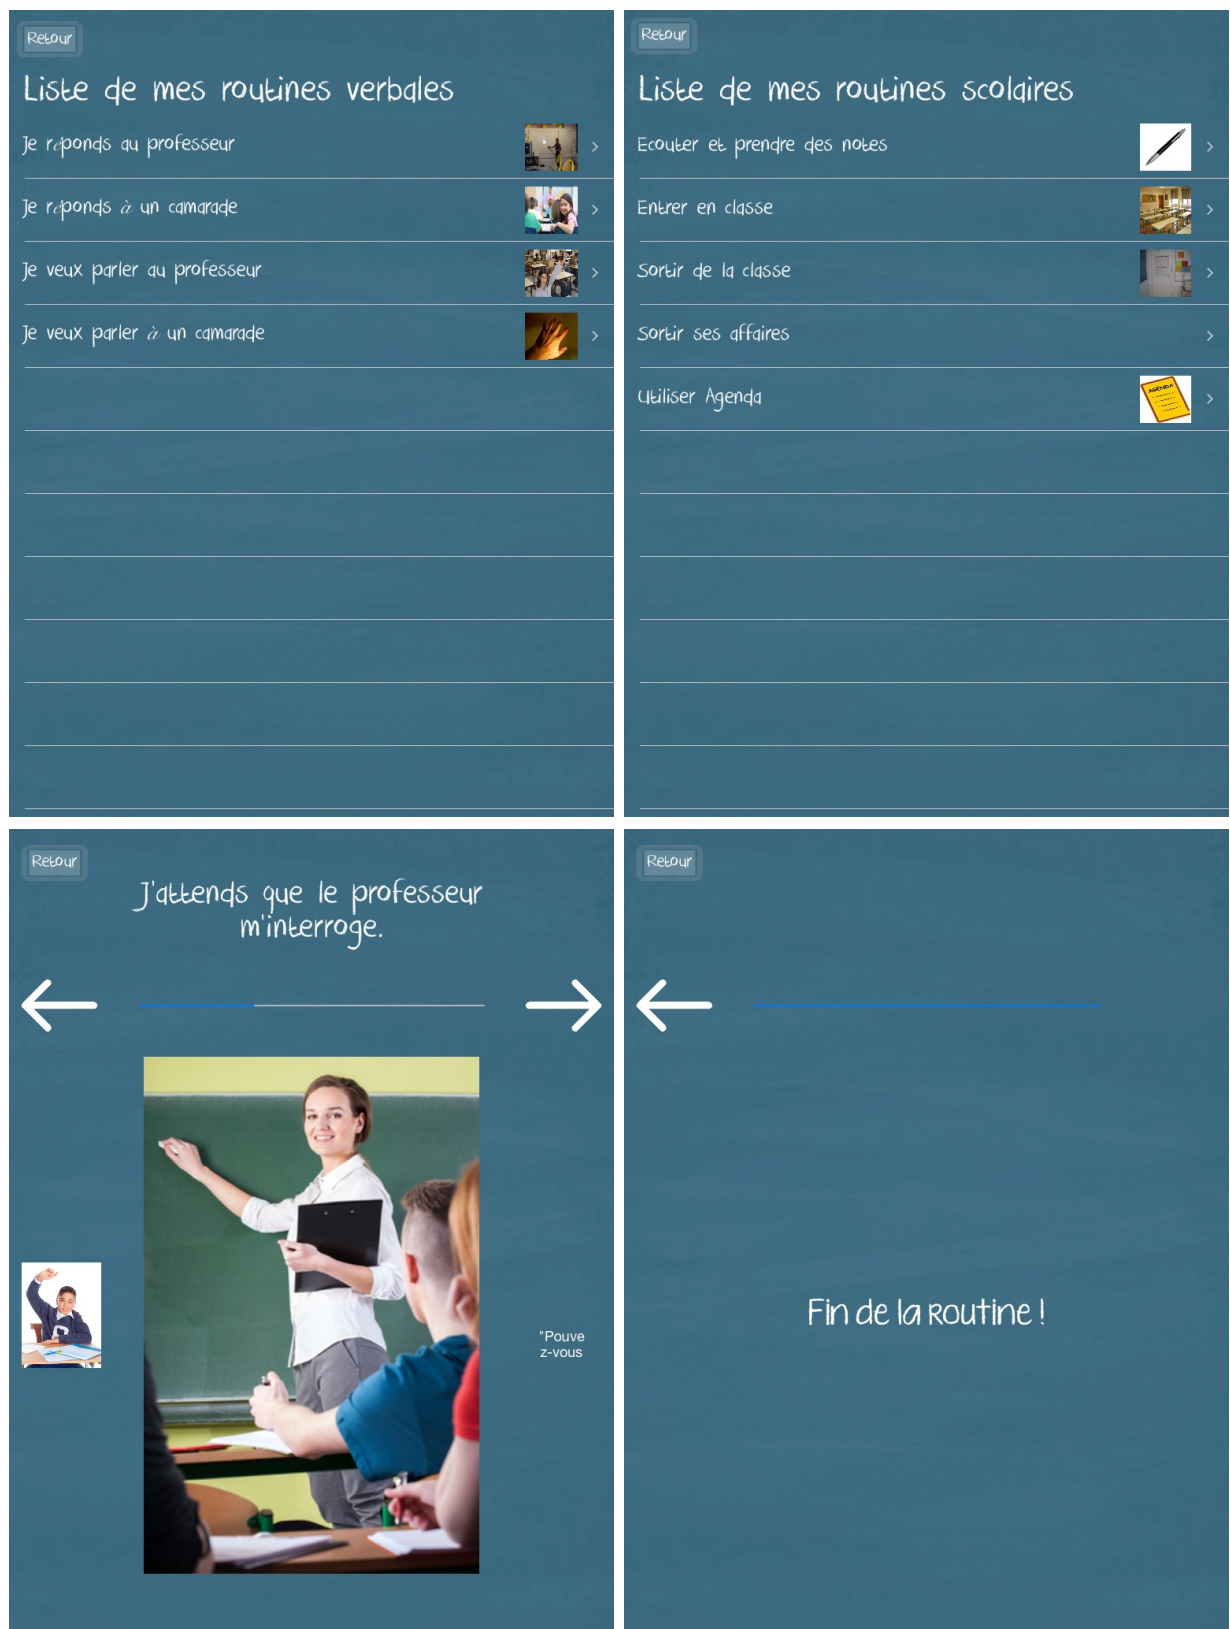 Retour
Liste de mes routines verbales
Je réponds au professeur
Je réponds à un camarade
Je veux parler au professeur
Je veux parler à un camarade
Retour
Liste de mes routines scolaires
Ecouter et prendre des notes
Entrer en classe
Sortir de la classe
Sortir ses affaires
Utiliser Agenda
AGENDA
Retour
J'attends que le professeur
m'interroge.
"Pouve
z-vous
Retour
Fin de la Routine !